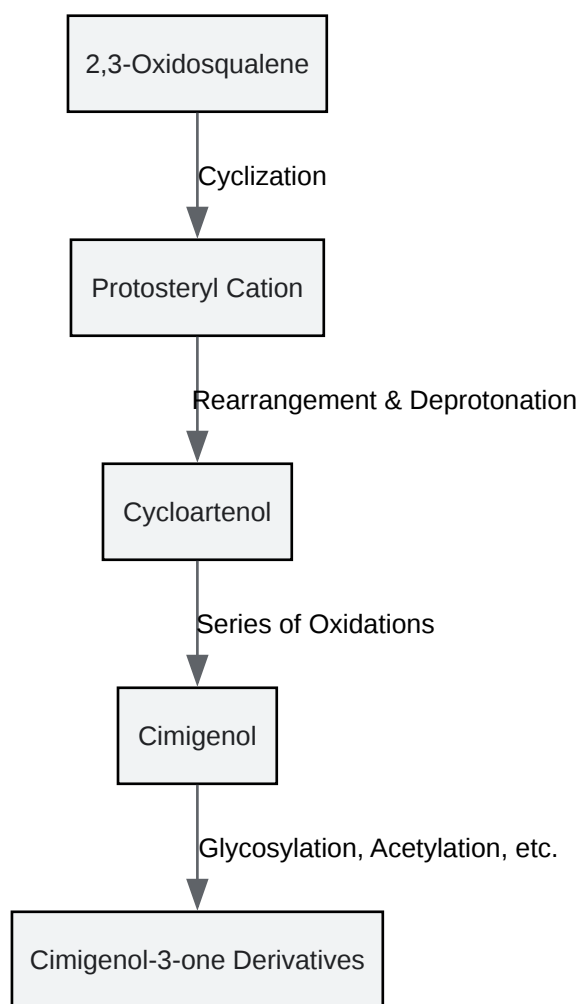 2,3-Oxidosqualene
Cyclization
Protosteryl Cation
Rearrangement & Deprotonation
Cycloartenol
Series of Oxidations
Cimigenol
Glycosylation, Acetylation, etc.
Cimigenol-3-one Derivatives